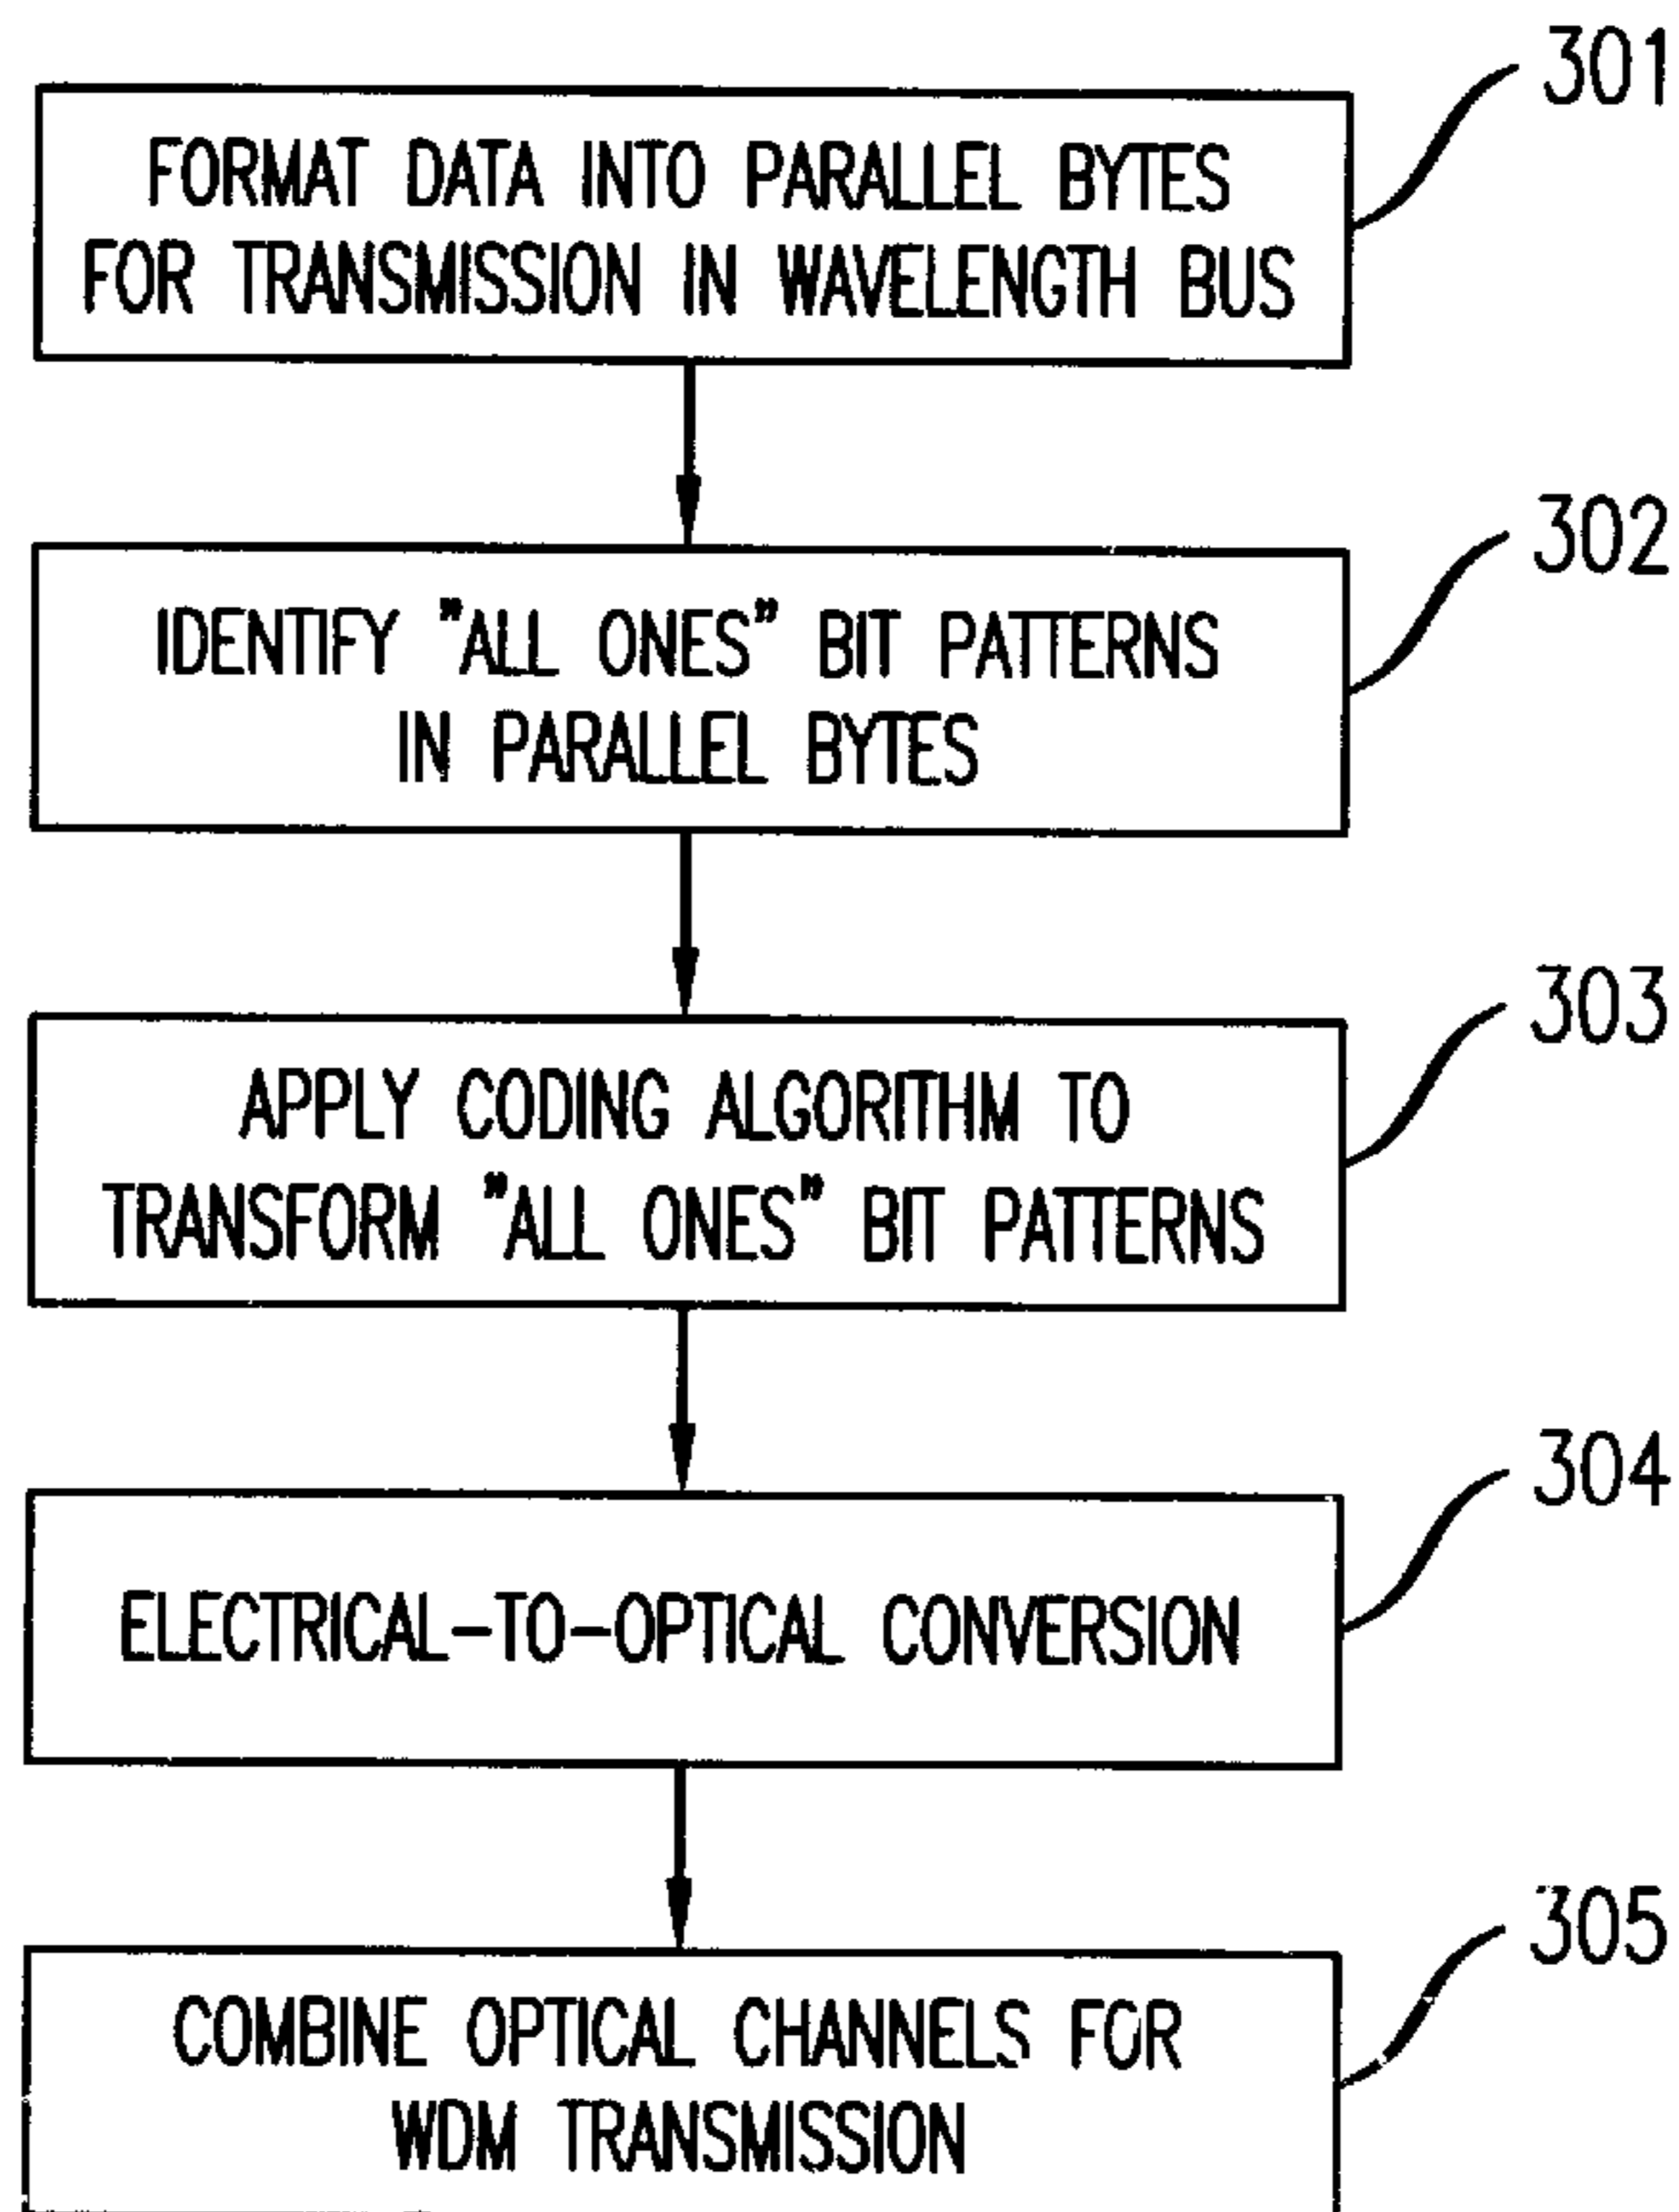 301
FORMAT DATA INTO PARALLEL BYTES
FOR TRANSMISSION IN WAVELENGTH BUS
302
IDENTIFY "ALL ONES" BIT PATTERNS
IN PARALLEL BYTES
303
APPLY CODING ALGORITHM TO
TRANSFORM "ALL ONES" BIT PATTERNS
304
ELECTRICAL-TO-OPTICAL CONVERSION
305
COMBINE OPTICAL CHANNELS FOR
WDM TRANSMISSION